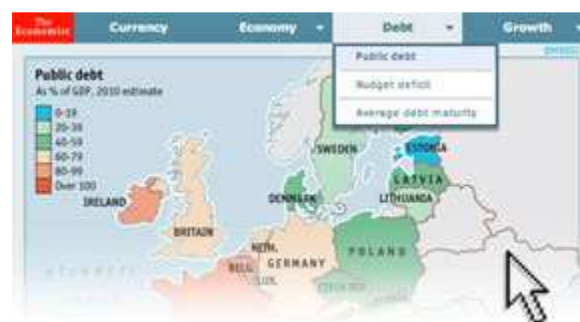 The Economist
Currency
Economy
Debt
Growth
Public debt
Budget deficit
Average debt maturity
Public debt
As % of GDP, 2010 estimate
0-19
20-39
40-59
60-79
80-99
Over 100
SWEDEN
ESTONIA
LATVIA
LITHUANIA
DENMARK
IRELAND
BRITAIN
NETH.
POLAND
BELG.
GERMANY
LUX.